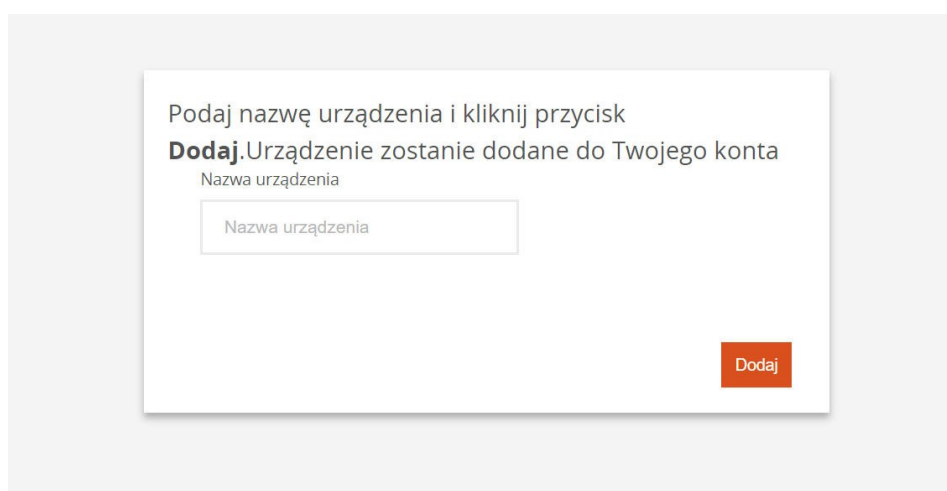 Podaj nazwę urządzenia i kliknij przycisk
Dodaj.Urządzenie zostanie dodane do Twojego konta
Nazwa urządzenia
Nazwa urządzenia
Dodaj